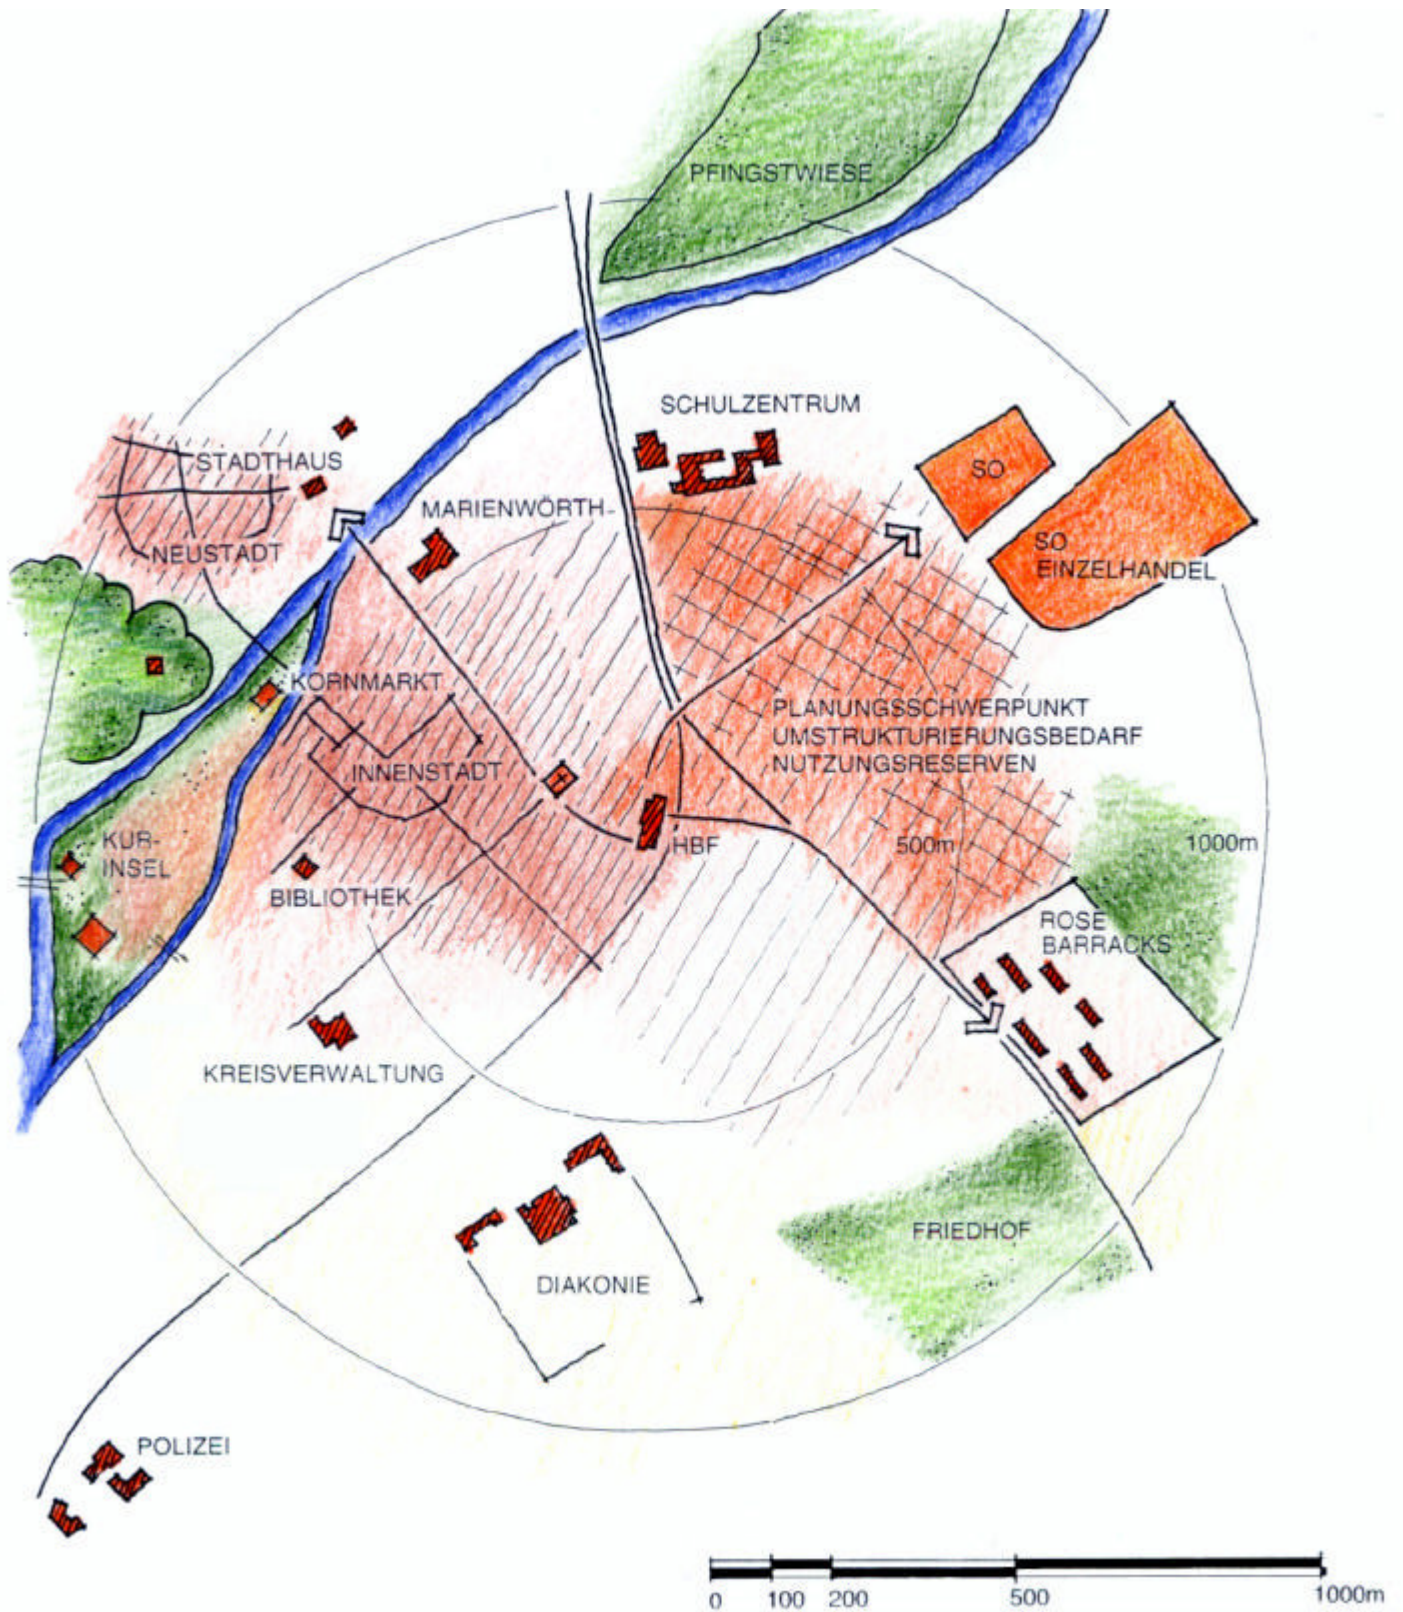 PFINGSTWIESE
SCHULZENTRUM
STADTHAUS
SO
MARIENWÖRTH
NEUSTADT
SO
EINZELHANDEL
KORNMARKT
PLANUNGSSCHWERPUNKT
UMSTRUKTURIERUNGSBEDARF
NUTZUNGSRESERVEN
INNENSTADT
KUR-
INSEL
HBF
500m
1000m
BIBLIOTHEK
ROSE
BARRACKS
KREISVERWALTUNG
FRIEDHOF
DIAKONIE
POLIZEI
0 100 200 500 1000m